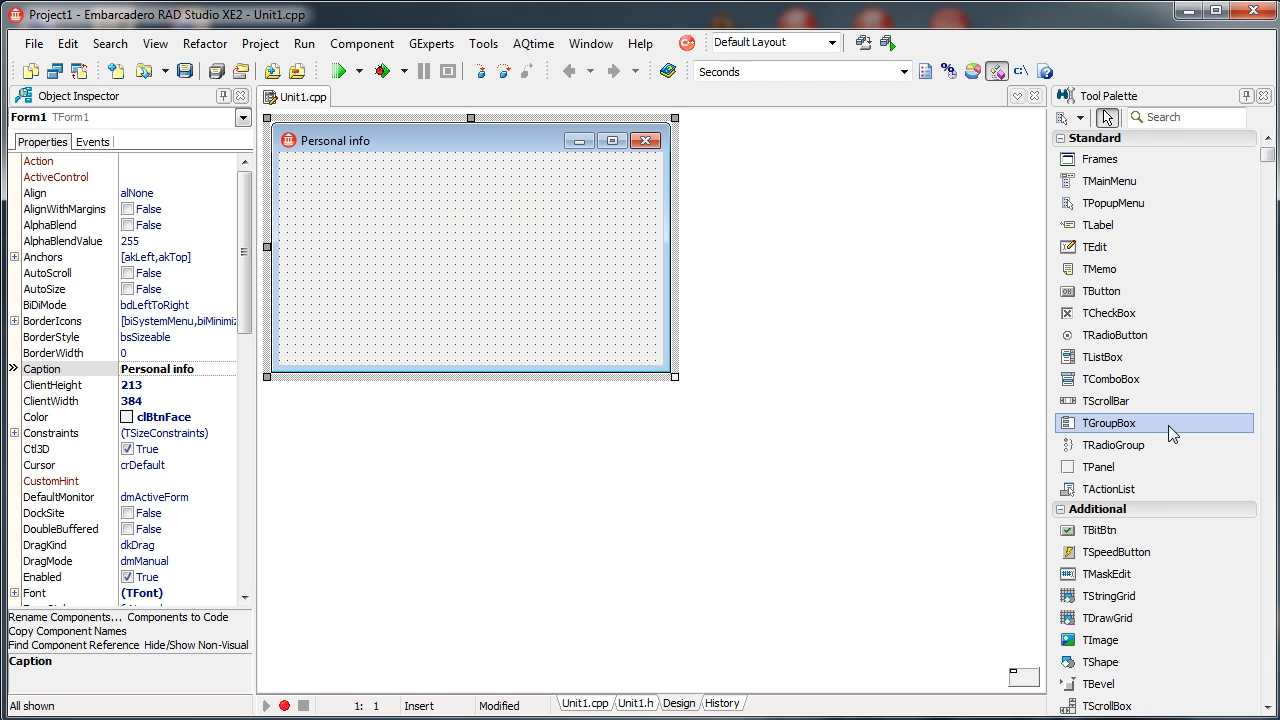 Project1 - Embarcadero RAD Studio XE2 - Unit1.cpp
File Edit Search View Refactor Project Run Component GExperts Tools AQtime Window Help Default Layout
Seconds
Object Inspector
Form1 TForm1
Properties Events
Action
ActiveControl
Align alNone
AlignWithMargins False
AlphaBlend False
AlphaBlendValue 255
Anchors [akLeft,akTop]
AutoScroll False
AutoSize False
BiDiMode bdLeftToRight
BorderIcons [biSystemMenu,biMinimiz
BorderStyle bsSizeable
BorderWidth 0
Caption Personal info
ClientHeight 213
ClientWidth 384
Color clBtnFace
Constraints (TSizeConstraints)
Ctl3D True
Cursor crDefault
CustomHint
DefaultMonitor dmActiveForm
DockSite False
DoubleBuffered False
DragKind dkDrag
DragMode dmManual
Enabled True
Font (TFont)
Rename Components... Components to Code
Copy Component Names
Find Component Reference Hide/Show Non-Visual
Caption
All shown
Unit1.cpp
Personal info
1: 1 Insert Modified Unit1.cpp Unit1.h Design History
Tool Palette
Search
Standard
Frames
TMainMenu
TPopupMenu
TLabel
TEdit
TMemo
TButton
TCheckBox
TRadioButton
TListBox
TComboBox
TScrollBar
TGroupBox
TRadioGroup
TPanel
TActionList
Additional
TBitBtn
TSpeedButton
TMaskEdit
TStringGrid
TDrawGrid
TImage
TShape
TBevel
TScrollBox